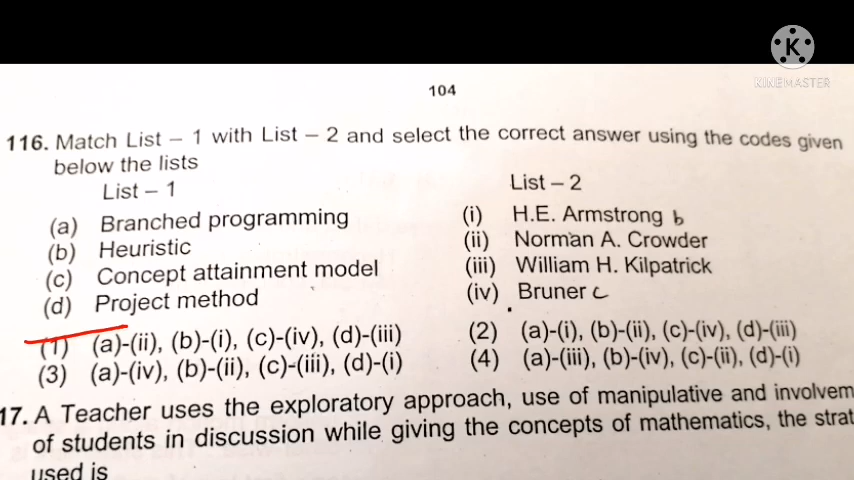 K
KINEMASTER
104
116. Match List – 1 with List – 2 and select the correct answer using the codes given
below the lists
List – 1
List – 2
(a) Branched programming
(i) H.E. Armstrong b
(b) Heuristic
(ii) Norman A. Crowder
(c) Concept attainment model
(iii) William H. Kilpatrick
(d) Project method
(iv) Bruner c
(1) (a)-(ii), (b)-(i), (c)-(iv), (d)-(iii)
(2) (a)-(i), (b)-(ii), (c)-(iv), (d)-(iii)
(3) (a)-(iv), (b)-(ii), (c)-(iii), (d)-(i)
(4) (a)-(iii), (b)-(iv), (c)-(ii), (d)-(i)
17. A Teacher uses the exploratory approach, use of manipulative and involvem
of students in discussion while giving the concepts of mathematics, the strat
used is